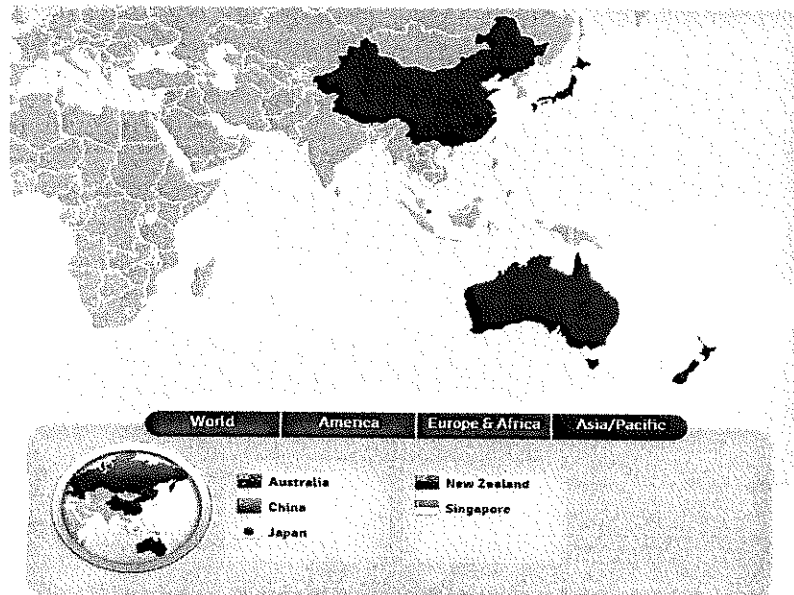 World America Europe & Africa Asia/Pacific
Australia
China
Japan
New Zealand
Singapore